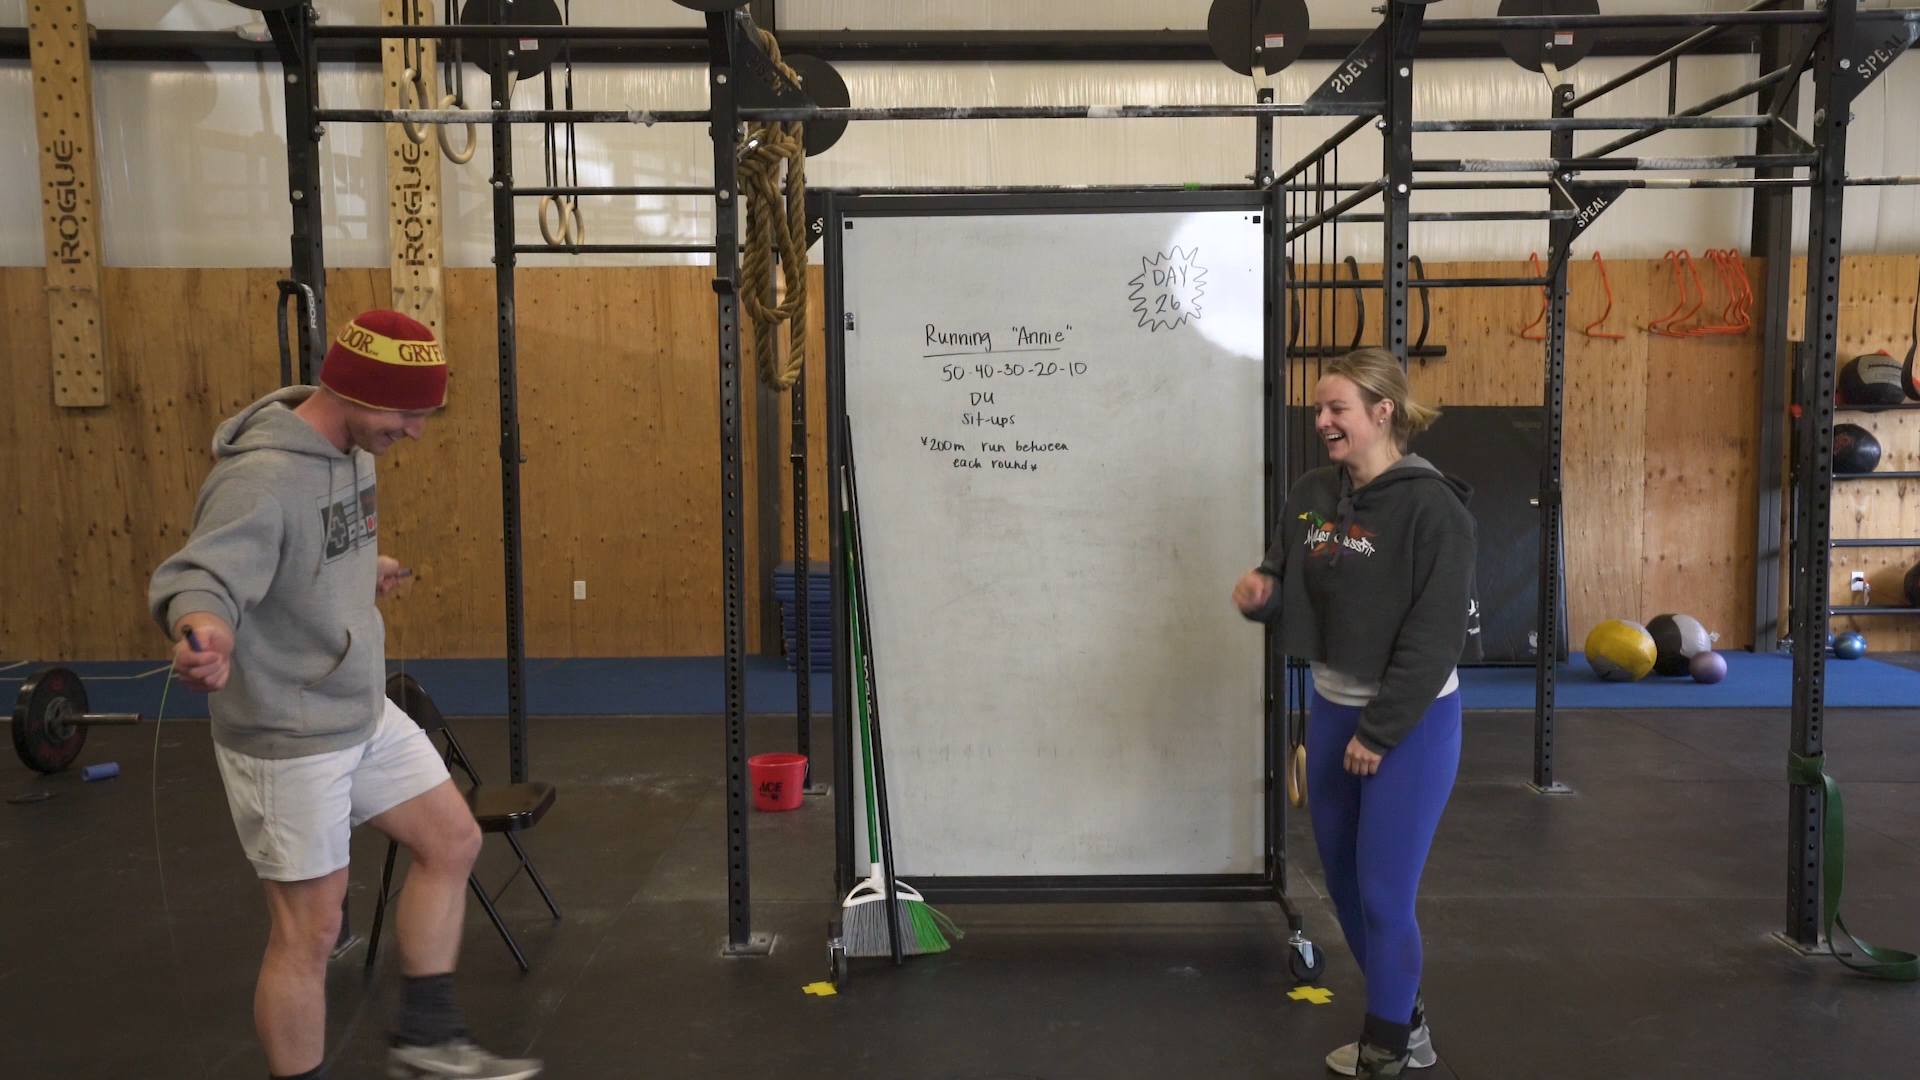 ROGUE
ROGUE
SPEAL
SPEAL
SPEAL
DAY
26
Running "Annie"
50-40-30-20-10
DU
Sit-ups
*200m run between
each round*
GRYF
ACE